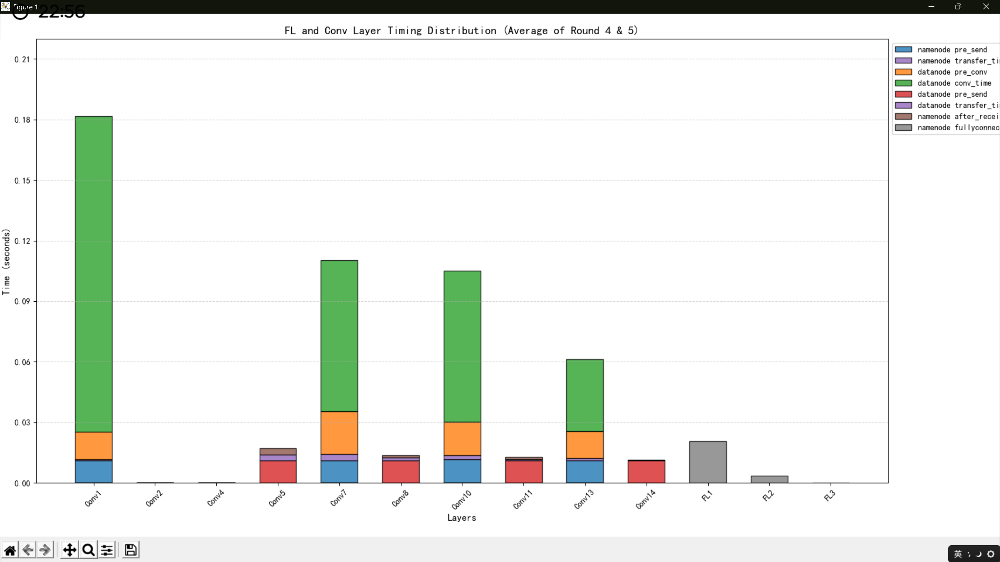 Figure 1
22:56
FL and Conv Layer Timing Distribution (Average of Round 4 & 5)
namenode pre_send
namenode transfer_ti
datanode pre_conv
datanode conv_time
datanode pre_send
datanode transfer_ti
namenode after_recei
namenode fullyconnec
Time (seconds)
0.21
0.18
0.15
0.12
0.09
0.06
0.03
0.00
Conv1
Conv2
Conv4
Conv5
Conv7
Conv8
Conv10
Conv11
Conv13
Conv14
FL1
FL2
FL3
Layers
英